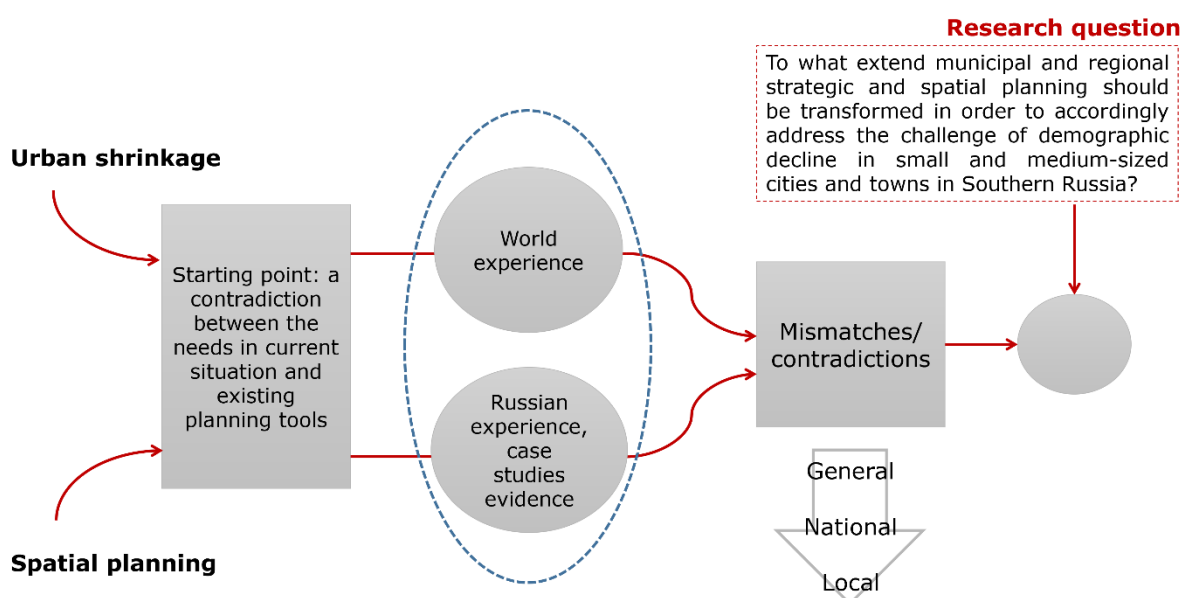 Research question
To what extend municipal and regional
strategic and spatial planning should
be transformed in order to accordingly
address the challenge of demographic
decline in small and medium-sized
cities and towns in Southern Russia?
Urban shrinkage
Starting point: a
contradiction
between the
needs in current
situation and
existing
planning tools
Spatial planning
World
experience
Russian
experience,
case
studies
evidence
Mismatches/
contradictions
General
National
Local